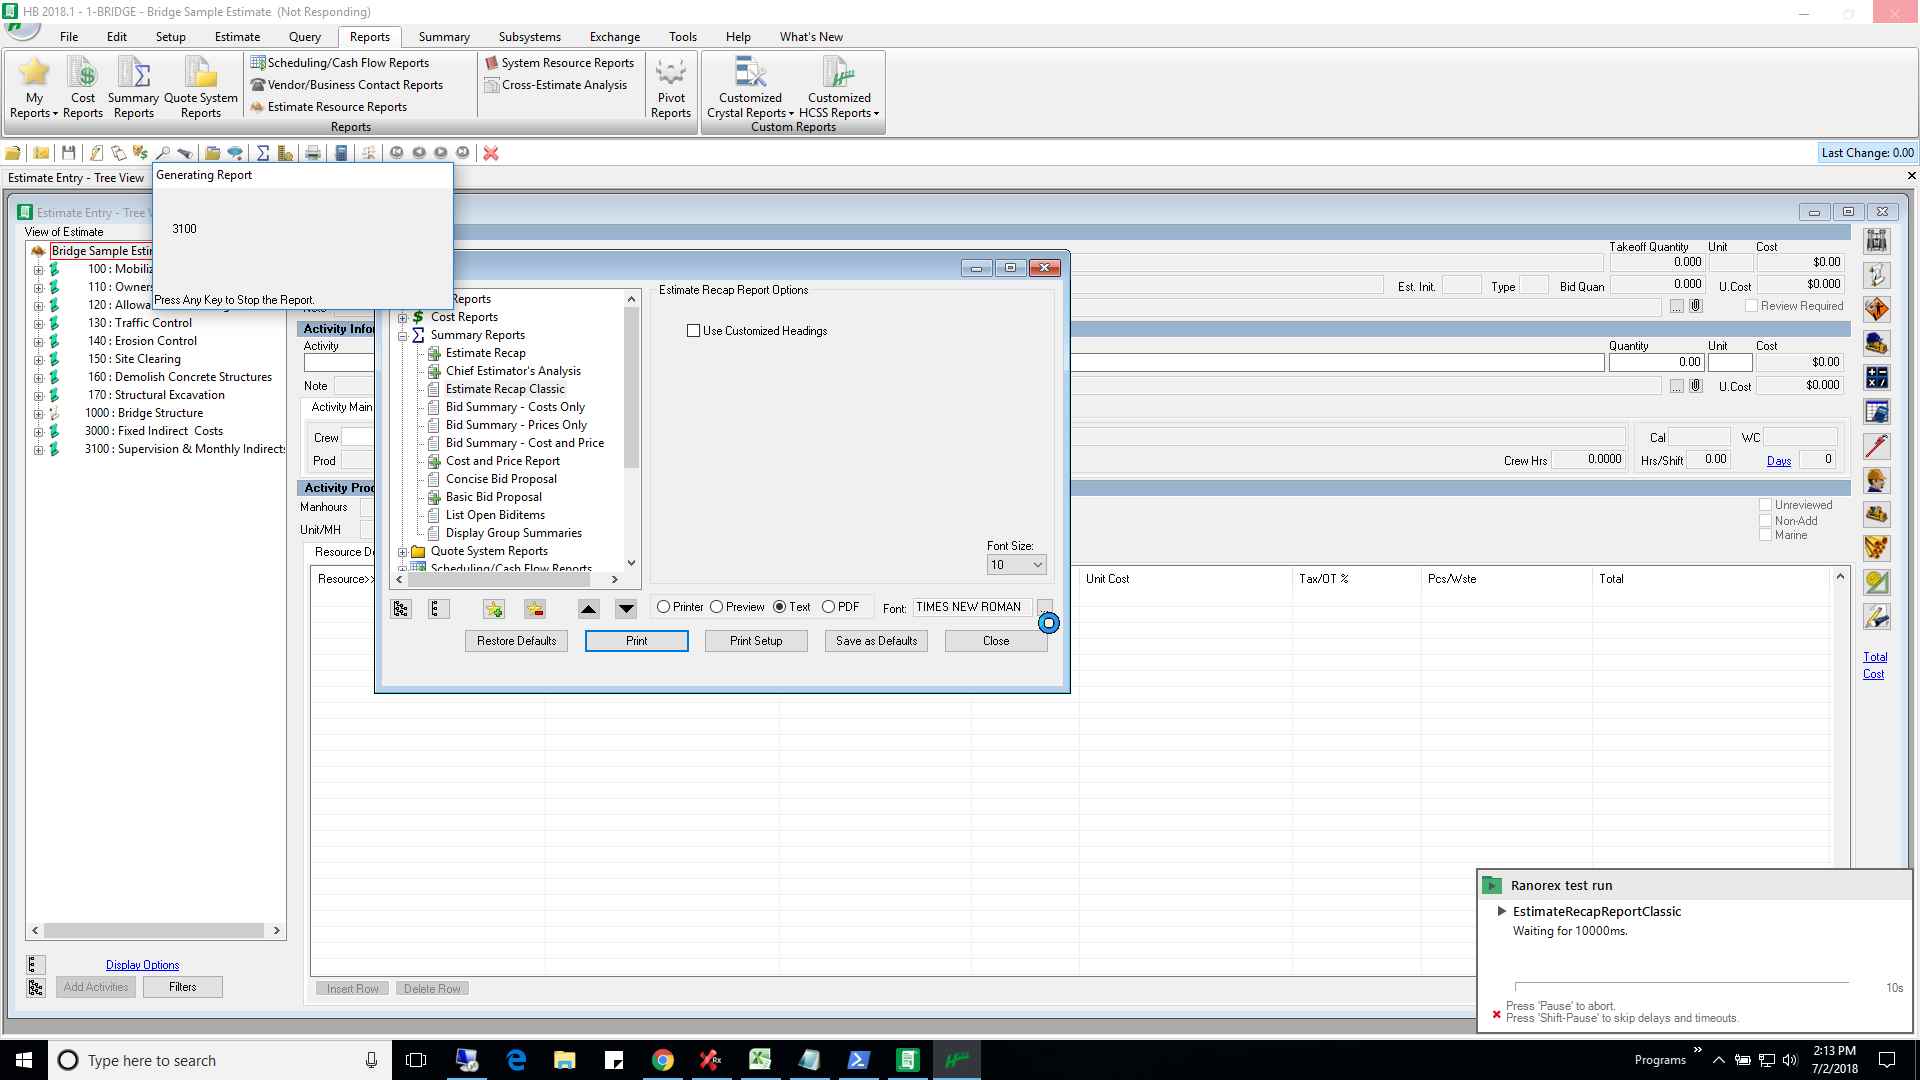 HB 2018.1 - 1-BRIDGE - Bridge Sample Estimate (Not Responding)
File Edit Setup Estimate Query Reports Summary Subsystems Exchange Tools Help What's New
My Reports
Cost Reports
Summary Reports
Quote System Reports
Scheduling/Cash Flow Reports
Vendor/Business Contact Reports
Estimate Resource Reports
System Resource Reports
Cross-Estimate Analysis
Pivot Reports
Customized Crystal Reports
Customized HCSS Reports
Reports
Custom Reports
Last Change: 0.00
Estimate Entry - Tree View
Generating Report
3100
Press Any Key to Stop the Report.
Estimate Entry - Tree V
View of Estimate
Bridge Sample Estin
100 : Mobiliz
110 : Owners
120 : Allowa
130 : Traffic Control
140 : Erosion Control
150 : Site Clearing
160 : Demolish Concrete Structures
170 : Structural Excavation
1000 : Bridge Structure
3000 : Fixed Indirect Costs
3100 : Supervision & Monthly Indirects
Display Options
Add Activities
Filters
Takeoff Quantity Unit Cost
0.000 $0.00
Est. Init. Type Bid Quan 0.000 U.Cost $0.000
... Review Required
Activity Infor
Activity
Quantity Unit Cost
0.00 $0.00
Note
... U.Cost $0.000
Activity Main
Crew
Prod
Cal WC
Crew Hrs 0.0000 Hrs/Shift 0.00 Days 0
Activity Prod
Manhours
Unit/MH
Unreviewed
Non-Add
Marine
Resource De
Resource>>
Unit Cost Tax/OT % Pcs/Wste Total
Insert Row
Delete Row
Total
Cost
Reports
Cost Reports
Summary Reports
Estimate Recap
Chief Estimator's Analysis
Estimate Recap Classic
Bid Summary - Costs Only
Bid Summary - Prices Only
Bid Summary - Cost and Price
Cost and Price Report
Concise Bid Proposal
Basic Bid Proposal
List Open Biditems
Display Group Summaries
Quote System Reports
Scheduling/Cash Flow Reports
Estimate Recap Report Options
Use Customized Headings
Font Size:
10
Printer Preview Text PDF Font: TIMES NEW ROMAN ...
Restore Defaults
Print
Print Setup
Save as Defaults
Close
Ranorex test run
EstimateRecapReportClassic
Waiting for 10000ms.
10s
Press 'Pause' to abort.
Press 'Shift-Pause' to skip delays and timeouts.
Type here to search
Programs
2:13 PM
7/2/2018